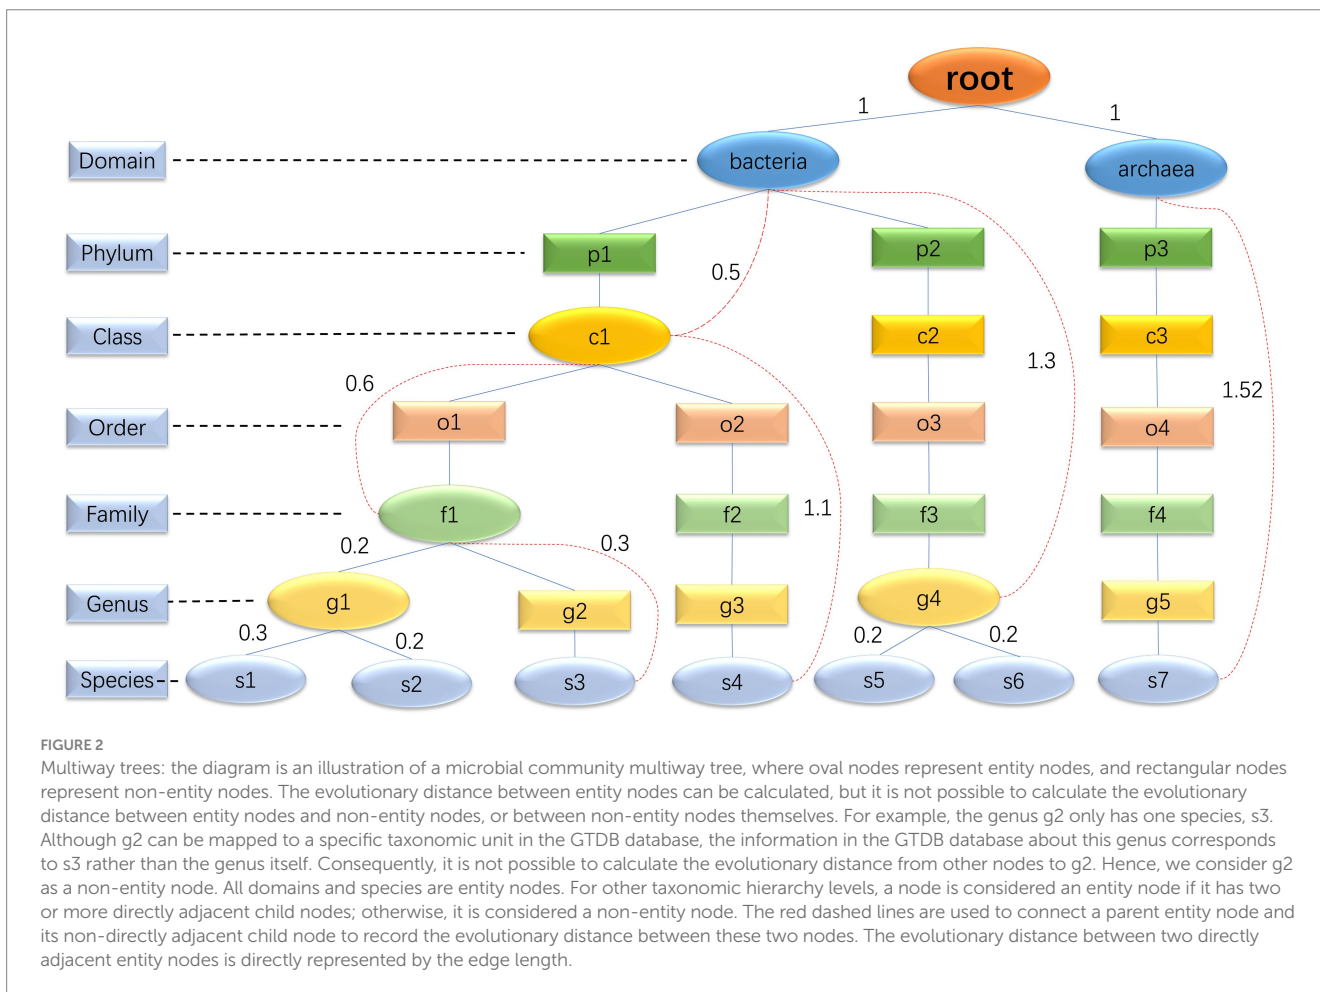 root
1
1
Domain
bacteria
archaea
Phylum
p1
p2
p3
0.5
Class
c1
c2
c3
1.3
0.6
1.52
Order
o1
o2
o3
o4
Family
f1
f2
1.1
f3
f4
0.2
0.3
Genus
g1
g2
g3
g4
g5
0.3
0.2
0.2
0.2
Species
s1
s2
s3
s4
s5
s6
s7
FIGURE 2
Multiway trees: the diagram is an illustration of a microbial community multiway tree, where oval nodes represent entity nodes, and rectangular nodes
represent non-entity nodes. The evolutionary distance between entity nodes can be calculated, but it is not possible to calculate the evolutionary
distance between entity nodes and non-entity nodes, or between non-entity nodes themselves. For example, the genus g2 only has one species, s3.
Although g2 can be mapped to a specific taxonomic unit in the GTDB database, the information in the GTDB database about this genus corresponds
to s3 rather than the genus itself. Consequently, it is not possible to calculate the evolutionary distance from other nodes to g2. Hence, we consider g2
as a non-entity node. All domains and species are entity nodes. For other taxonomic hierarchy levels, a node is considered an entity node if it has two
or more directly adjacent child nodes; otherwise, it is considered a non-entity node. The red dashed lines are used to connect a parent entity node and
its non-directly adjacent child node to record the evolutionary distance between these two nodes. The evolutionary distance between two directly
adjacent entity nodes is directly represented by the edge length.